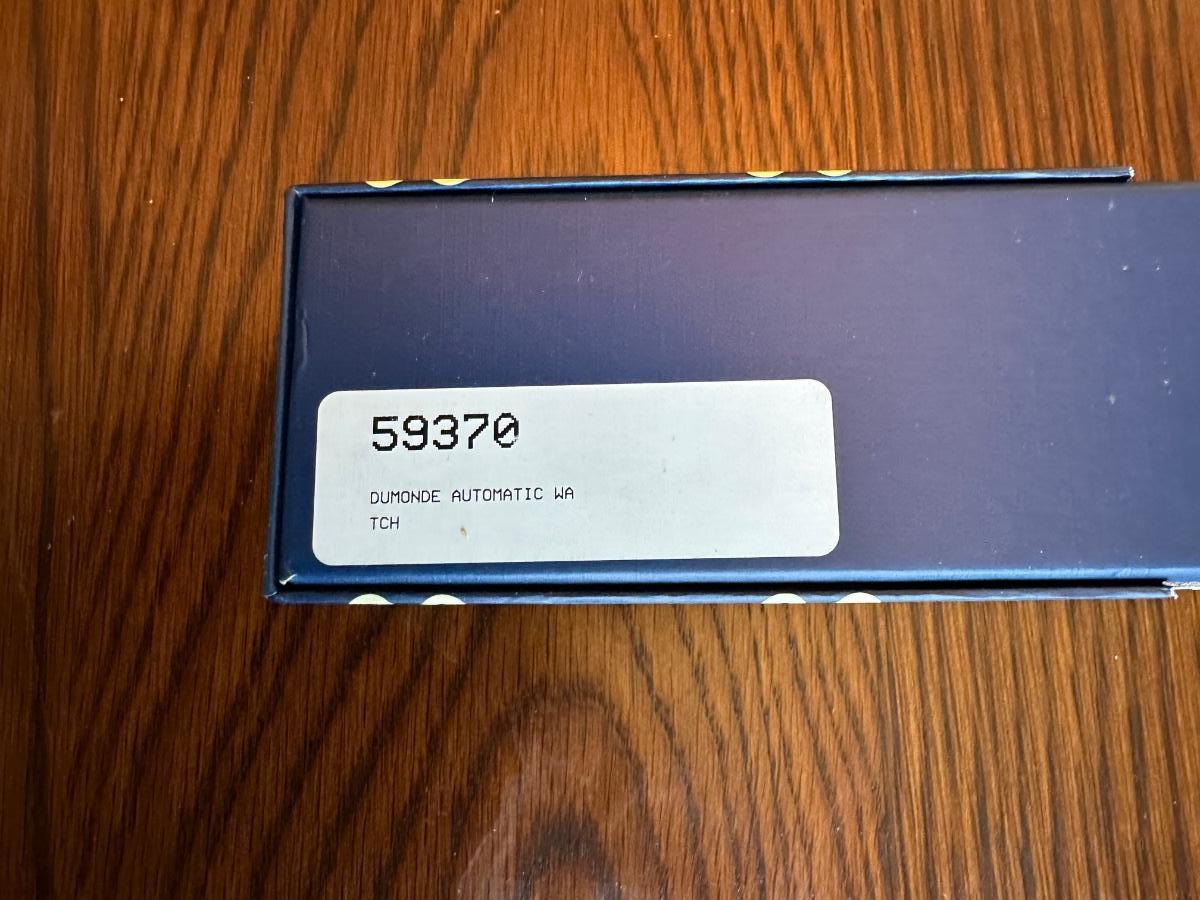 59370
DUMONDE AUTOMATIC WA
TCH